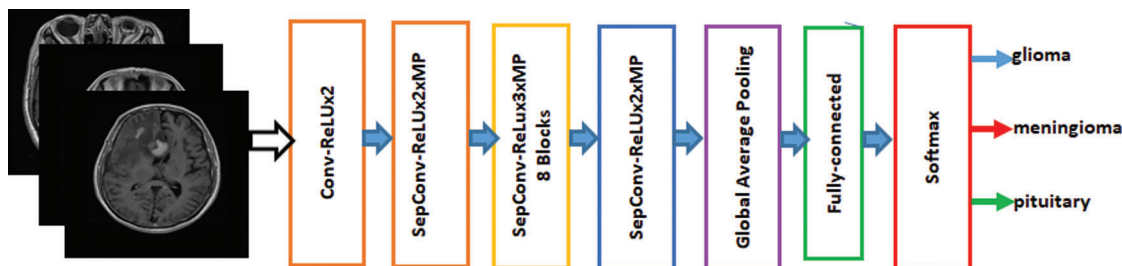 Conv-ReLUx2
SepConv-ReLUx2xMP
SepConv-ReLux3xMP
8 Blocks
SepConv-ReLUx2xMP
Global Average Pooling
Fully-connected
Softmax
glioma
meningioma
pituitary